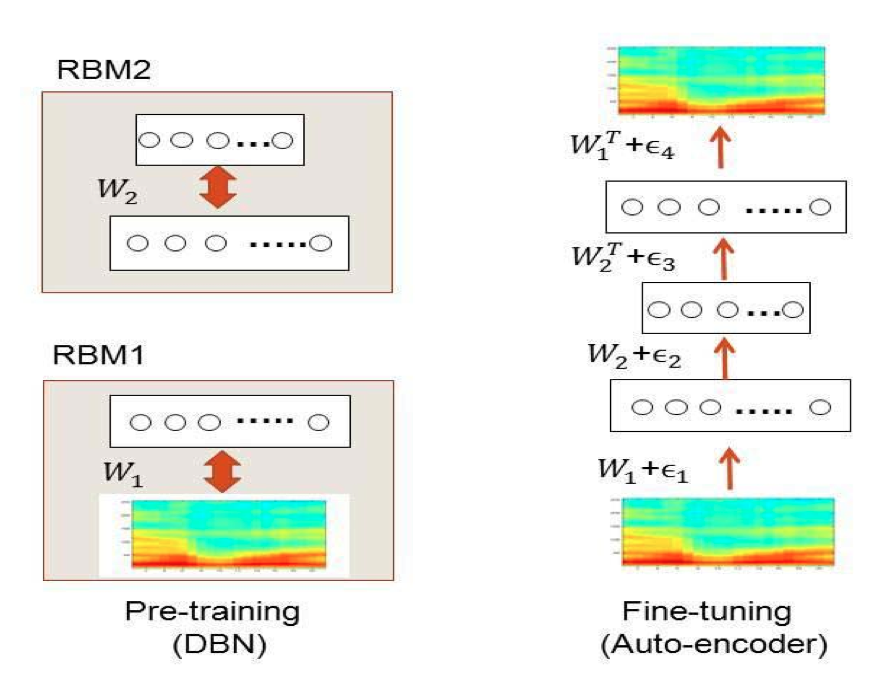 RBM2
W₂
RBM1
W₁
Pre-training
(DBN)
W₁ᵀ+ϵ₄
W₂ᵀ+ϵ₃
W₂+ϵ₂
W₁+ϵ₁
Fine-tuning
(Auto-encoder)